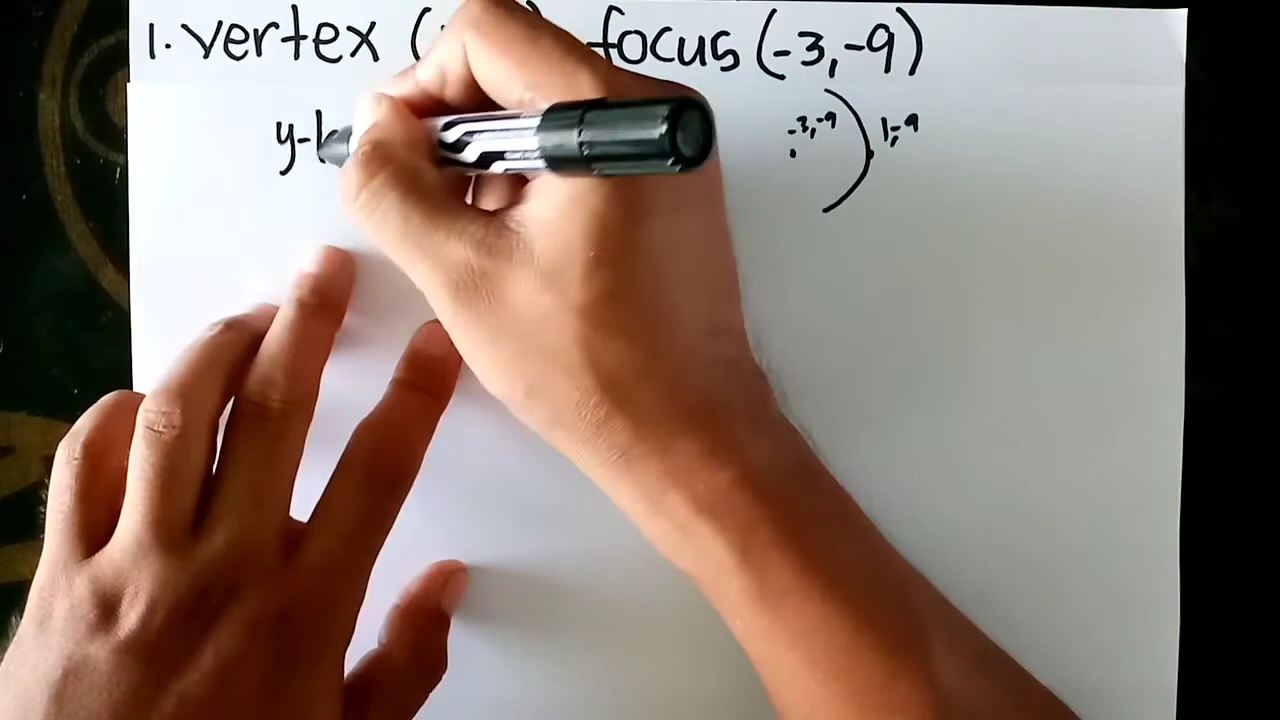 1. vertex ( ) focus (-3,-9)
-3,-9 1,-9
y-k